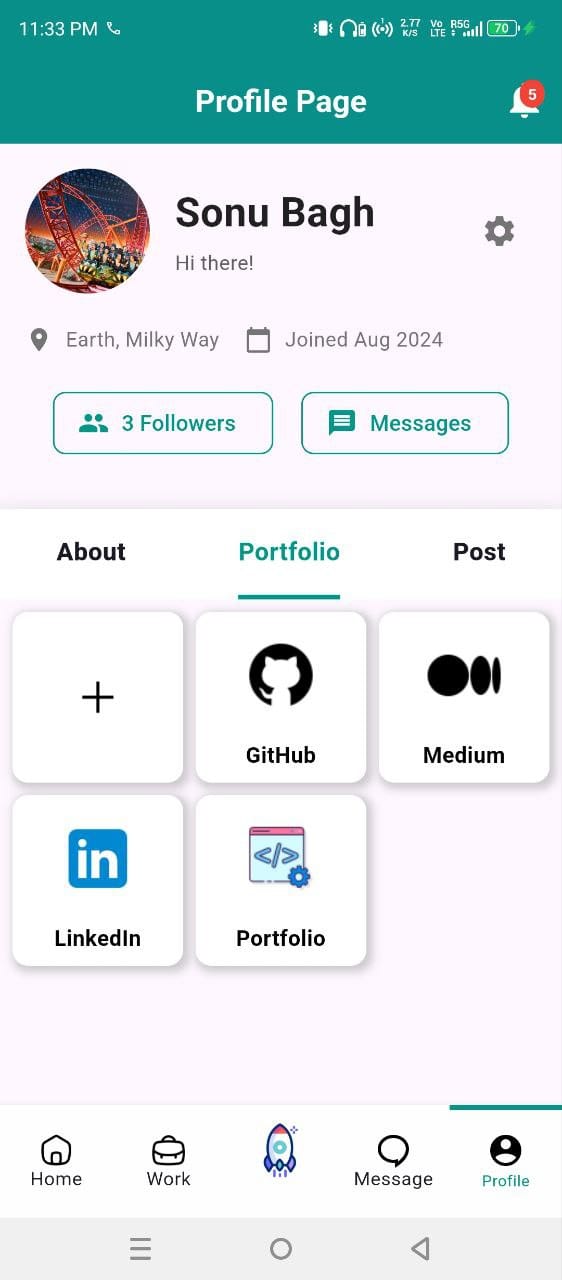 11:33 PM 2.77 K/S Vo LTE R5G 70
Profile Page
5
Sonu Bagh
Hi there!
Earth, Milky Way Joined Aug 2024
3 Followers Messages
About Portfolio Post
GitHub Medium
in
</>
LinkedIn Portfolio
Home Work Message Profile